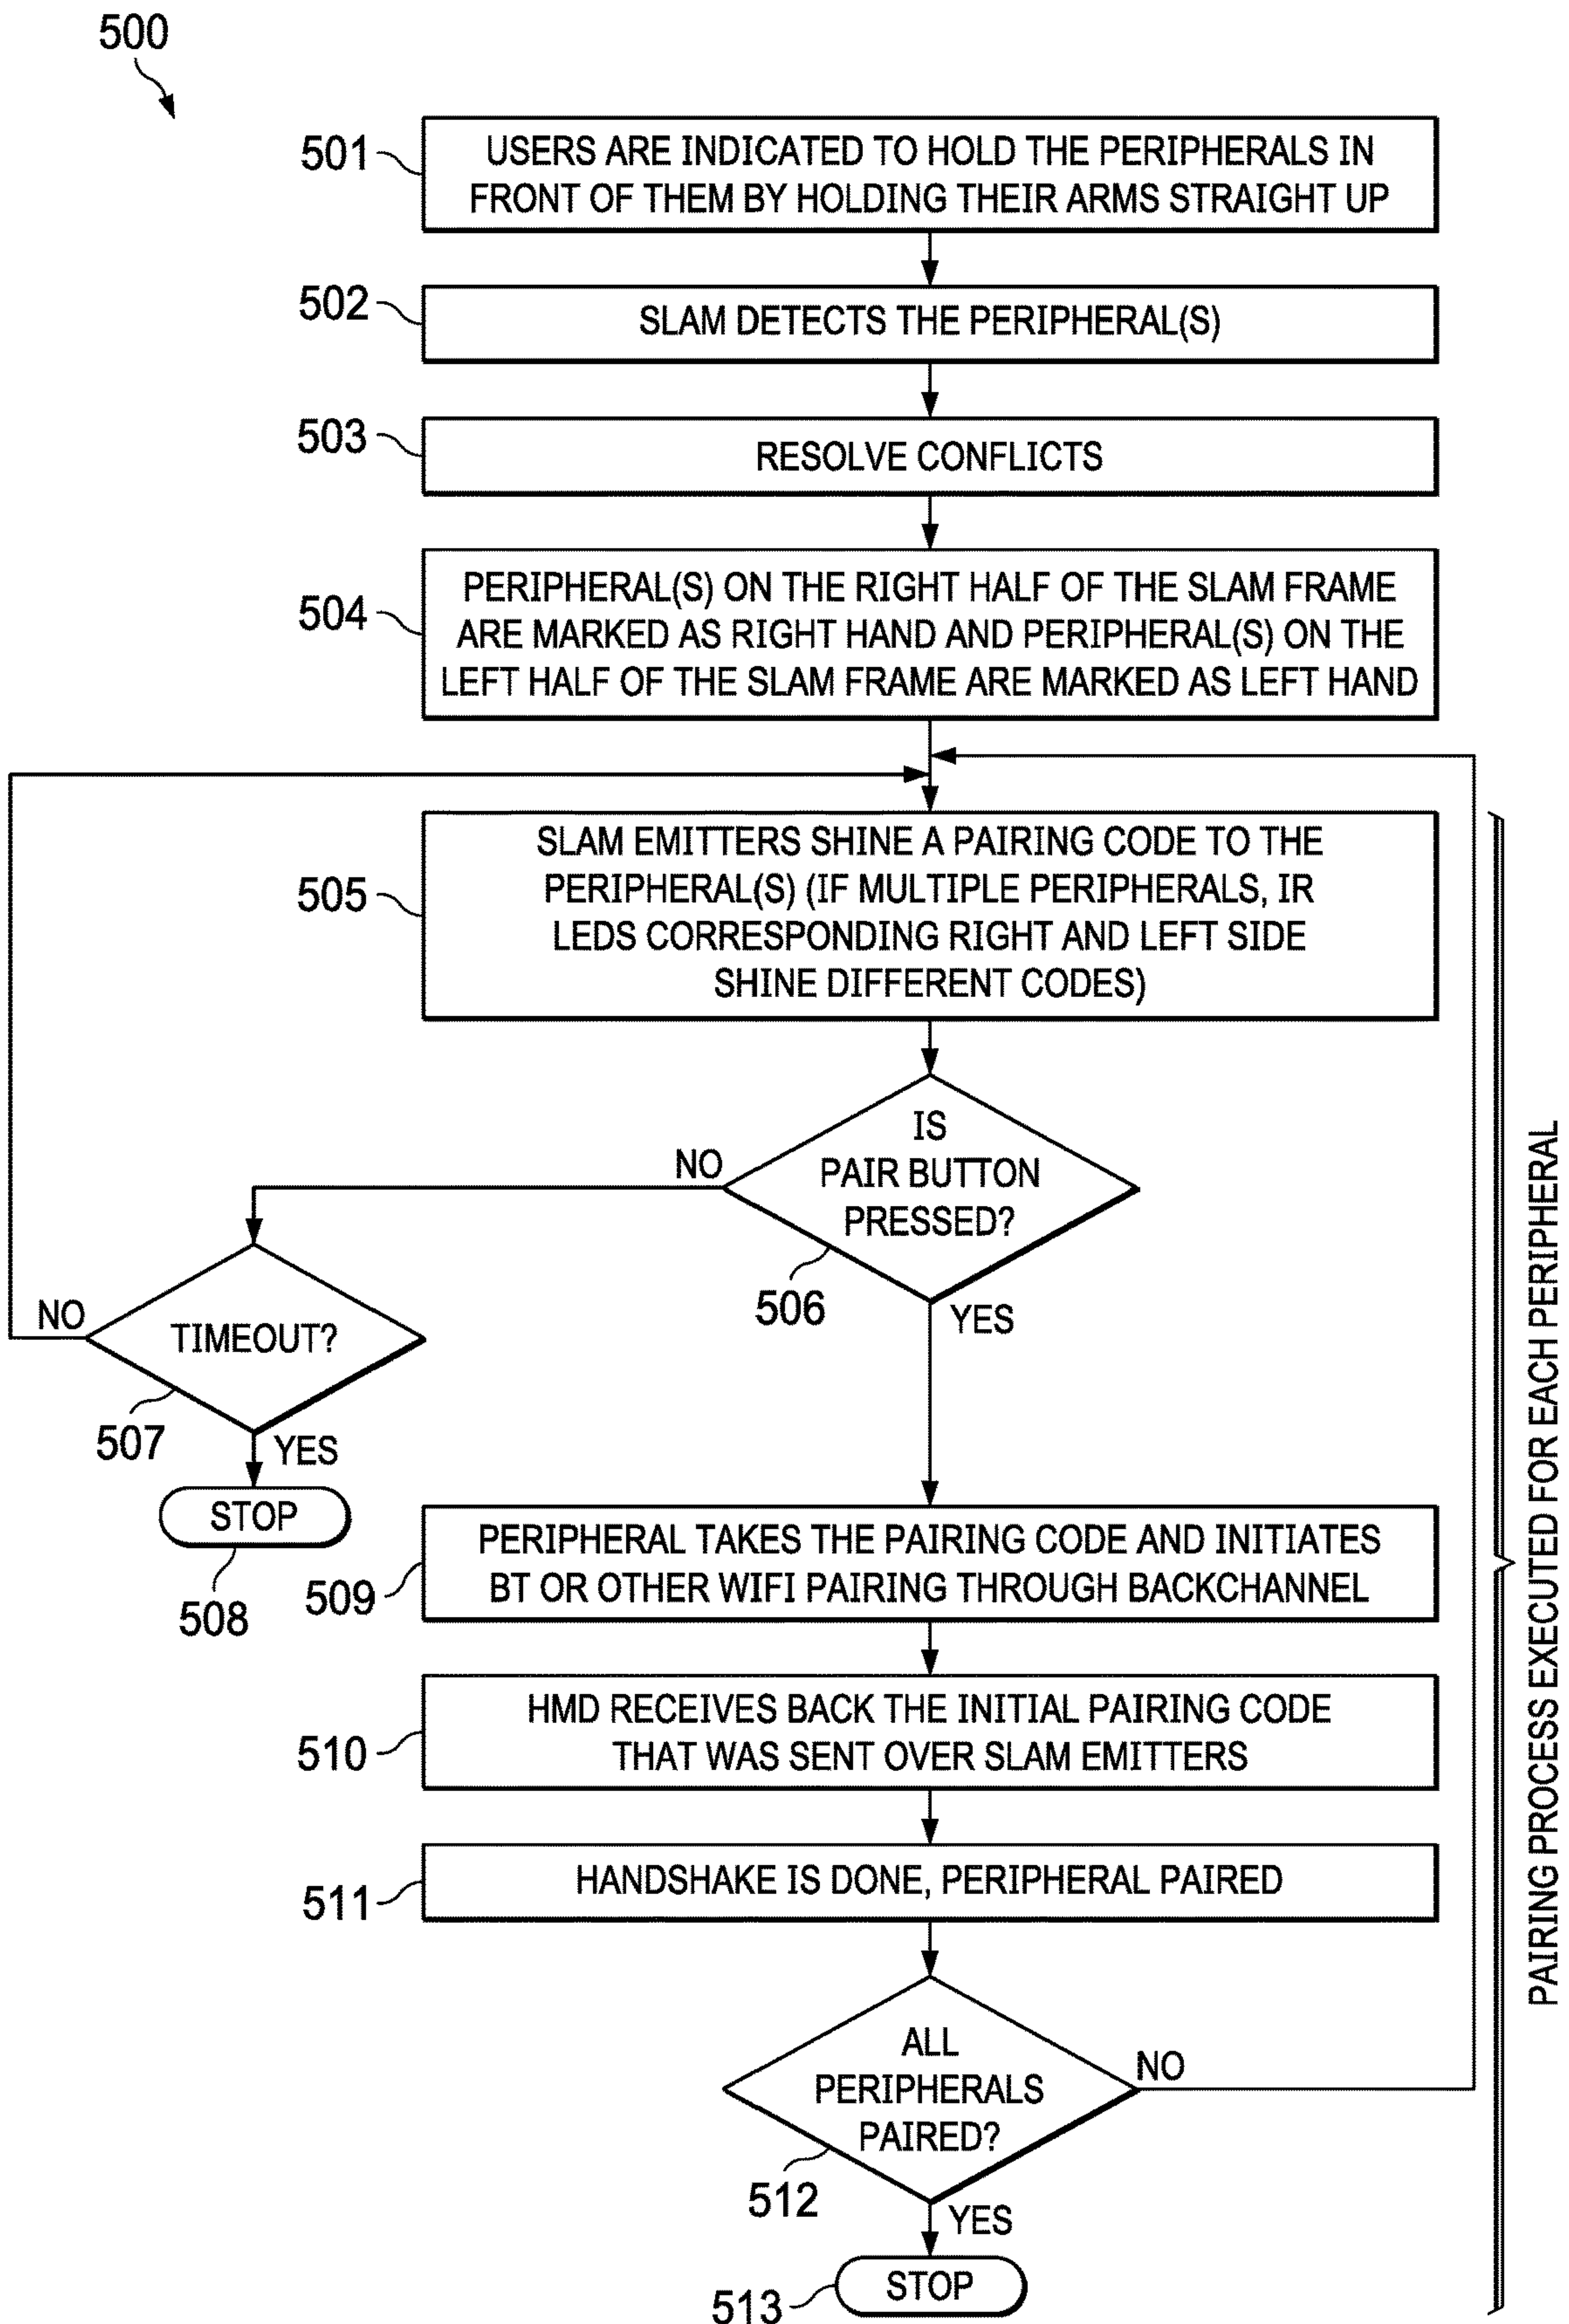 500
501
USERS ARE INDICATED TO HOLD THE PERIPHERALS IN
FRONT OF THEM BY HOLDING THEIR ARMS STRAIGHT UP
502
SLAM DETECTS THE PERIPHERAL(S)
503
RESOLVE CONFLICTS
504
PERIPHERAL(S) ON THE RIGHT HALF OF THE SLAM FRAME
ARE MARKED AS RIGHT HAND AND PERIPHERAL(S) ON THE
LEFT HALF OF THE SLAM FRAME ARE MARKED AS LEFT HAND
505
SLAM EMITTERS SHINE A PAIRING CODE TO THE
PERIPHERAL(S) (IF MULTIPLE PERIPHERALS, IR
LEDS CORRESPONDING RIGHT AND LEFT SIDE
SHINE DIFFERENT CODES)
IS
PAIR BUTTON
PRESSED?
506
NO
YES
TIMEOUT?
507
NO
YES
STOP
508
509
PERIPHERAL TAKES THE PAIRING CODE AND INITIATES
BT OR OTHER WIFI PAIRING THROUGH BACKCHANNEL
510
HMD RECEIVES BACK THE INITIAL PAIRING CODE
THAT WAS SENT OVER SLAM EMITTERS
511
HANDSHAKE IS DONE, PERIPHERAL PAIRED
ALL
PERIPHERALS
PAIRED?
512
NO
YES
STOP
513
PAIRING PROCESS EXECUTED FOR EACH PERIPHERAL